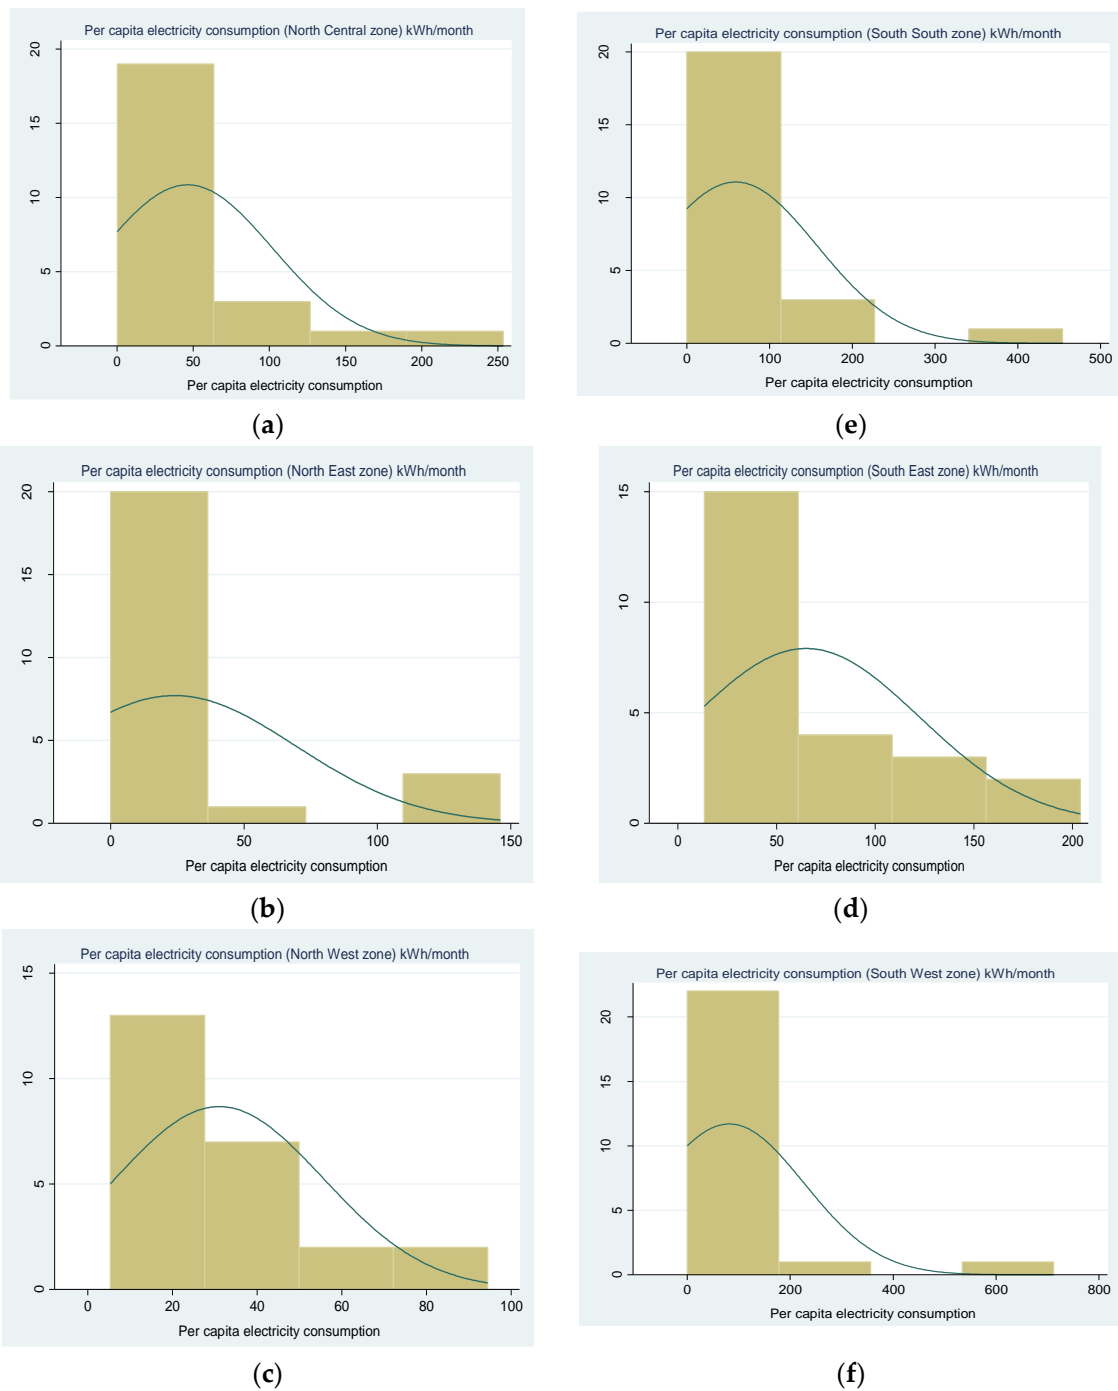 Per capita electricity consumption (North Central zone) kWh/month
20
15
10
5
0
0 50 100 150 200 250
Per capita electricity consumption
(a)
Per capita electricity consumption (South South zone) kWh/month
20
15
10
5
0
0 100 200 300 400 500
Per capita electricity consumption
(e)
Per capita electricity consumption (North East zone) kWh/month
20
15
10
5
0
0 50 100 150
Per capita electricity consumption
(b)
Per capita electricity consumption (South East zone) kWh/month
15
10
5
0
0 50 100 150 200
Per capita electricity consumption
(d)
Per capita electricity consumption (North West zone) kWh/month
15
10
5
0
0 20 40 60 80 100
Per capita electricity consumption
(c)
Per capita electricity consumption (South West zone) kWh/month
20
15
10
5
0
0 200 400 600 800
Per capita electricity consumption
(f)